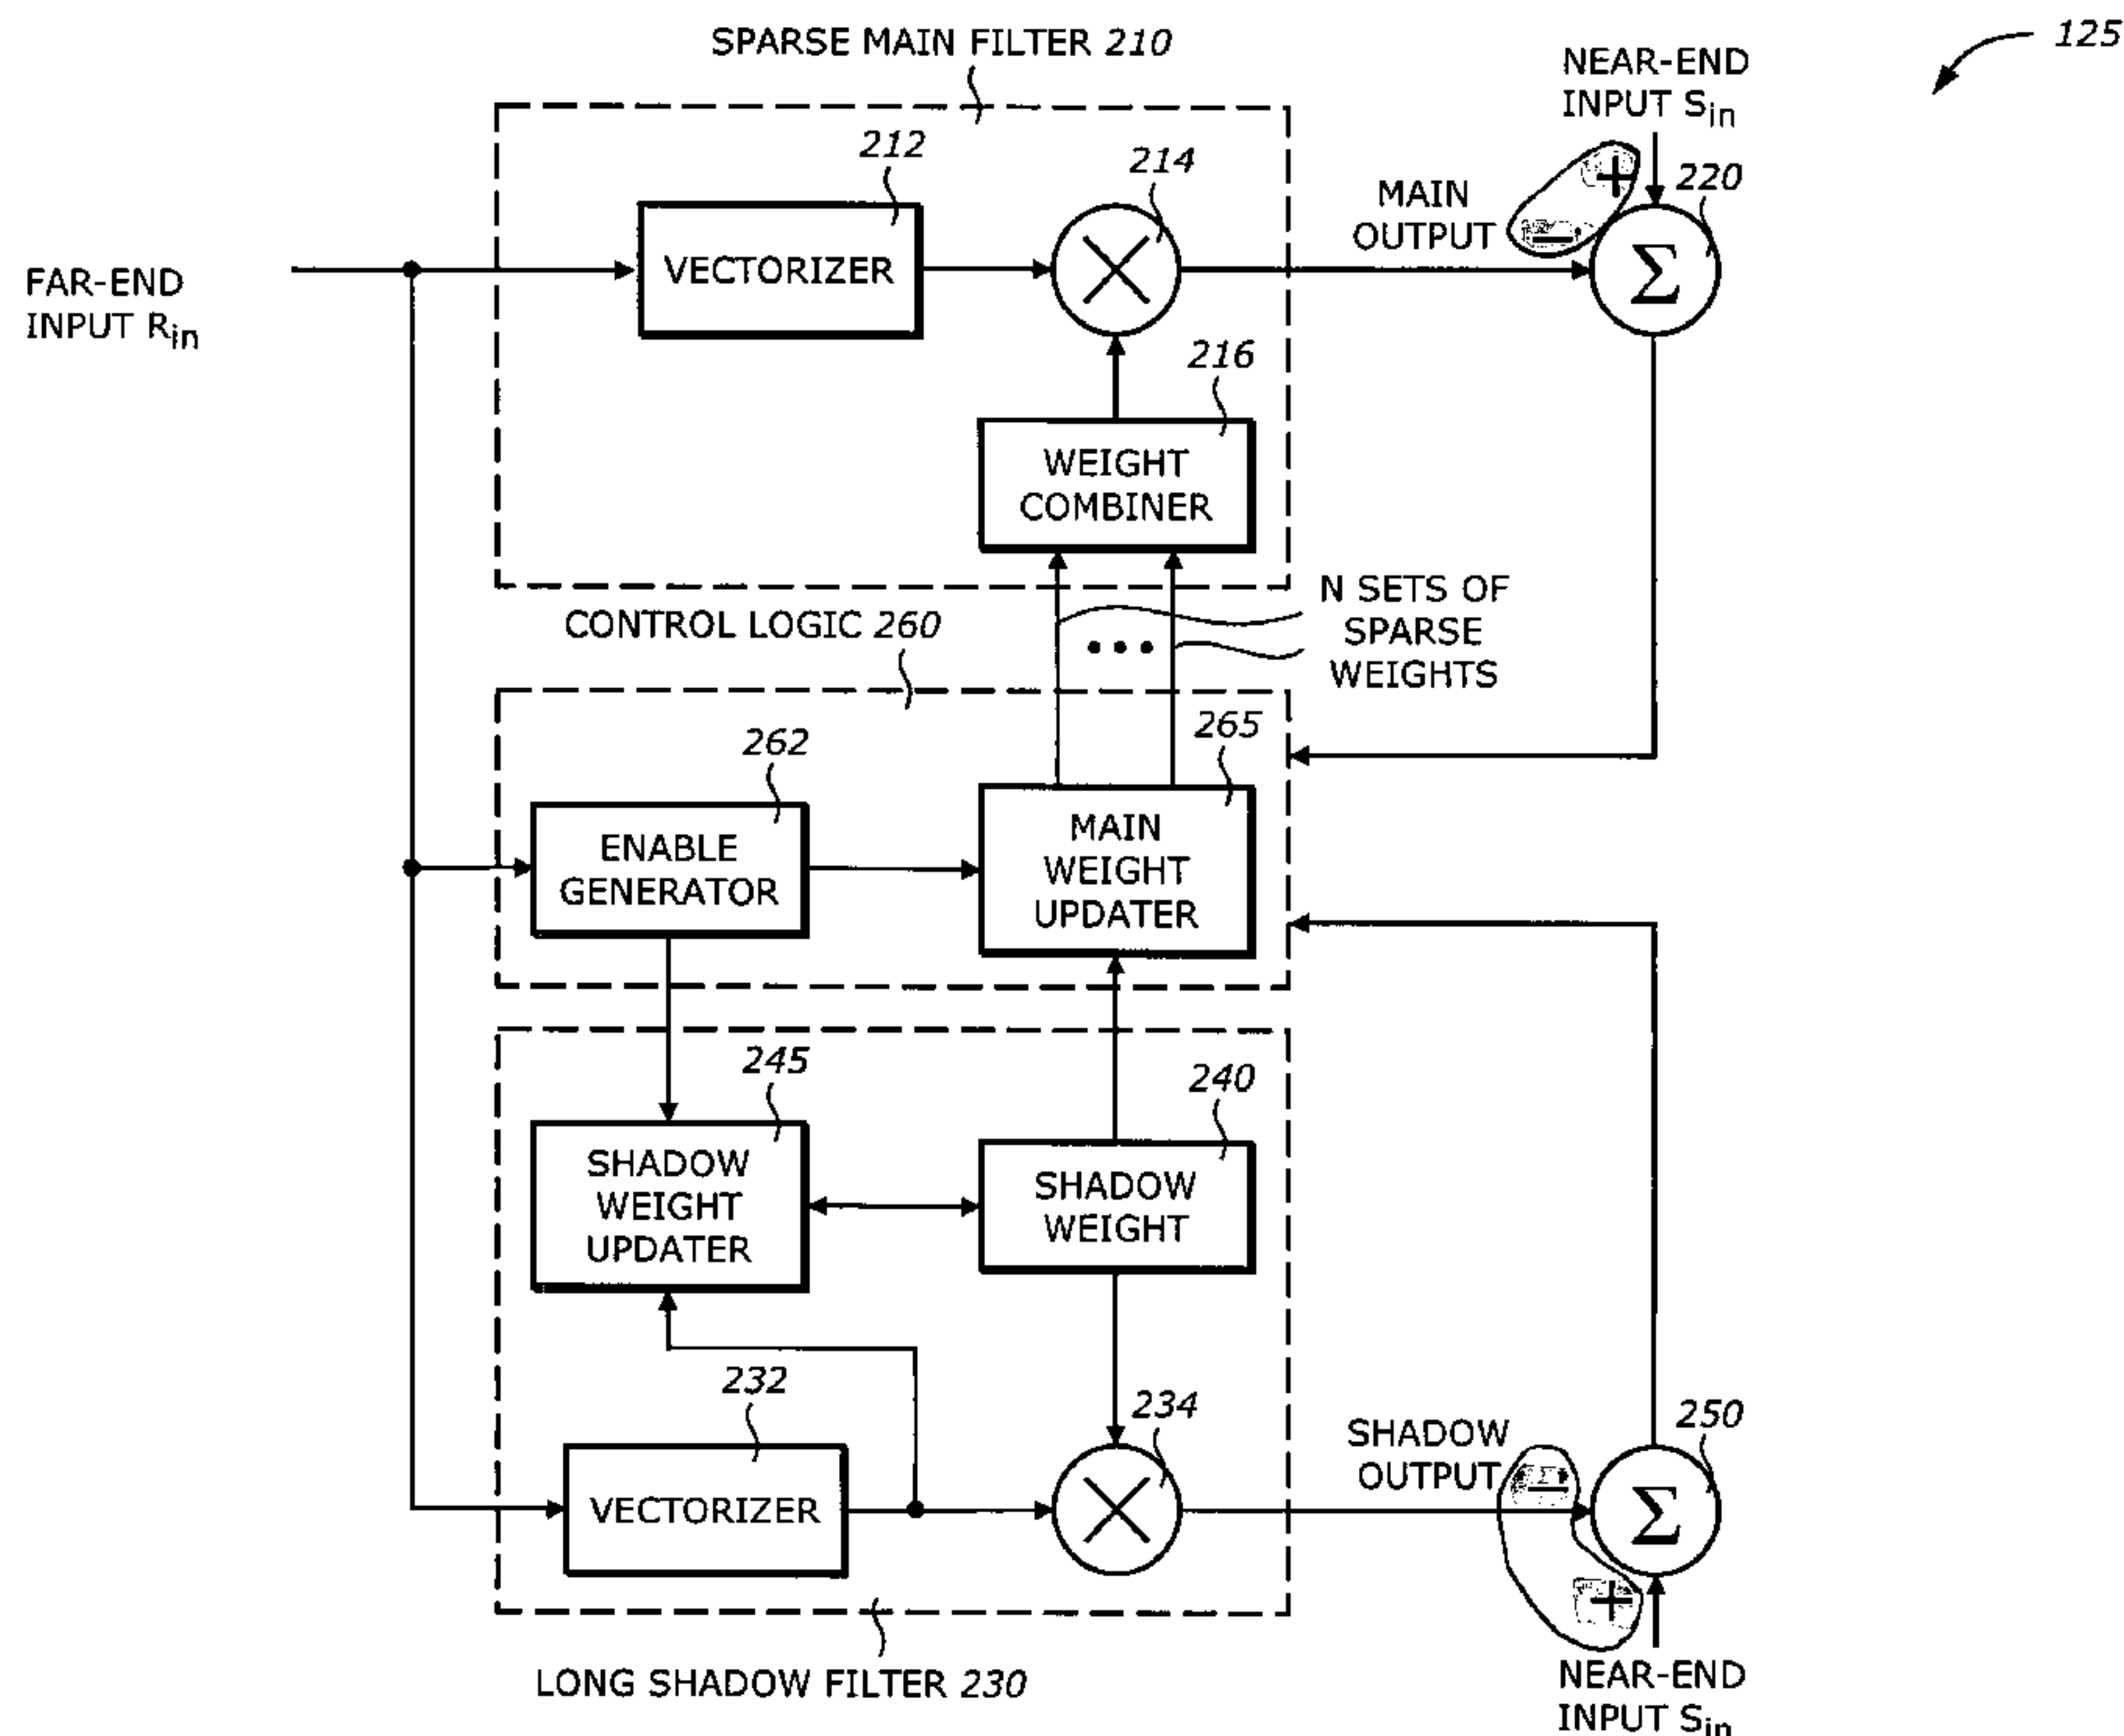 125
SPARSE MAIN FILTER 210
NEAR-END
INPUT Sin
212
214
MAIN
OUTPUT
+
−
220
FAR-END
INPUT Rin
VECTORIZER
Σ
216
WEIGHT
COMBINER
N SETS OF
SPARSE
WEIGHTS
CONTROL LOGIC 260
262
265
ENABLE
GENERATOR
MAIN
WEIGHT
UPDATER
245
240
SHADOW
WEIGHT
UPDATER
SHADOW
WEIGHT
232
234
SHADOW
OUTPUT
−
250
VECTORIZER
Σ
+
LONG SHADOW FILTER 230
NEAR-END
INPUT Sin